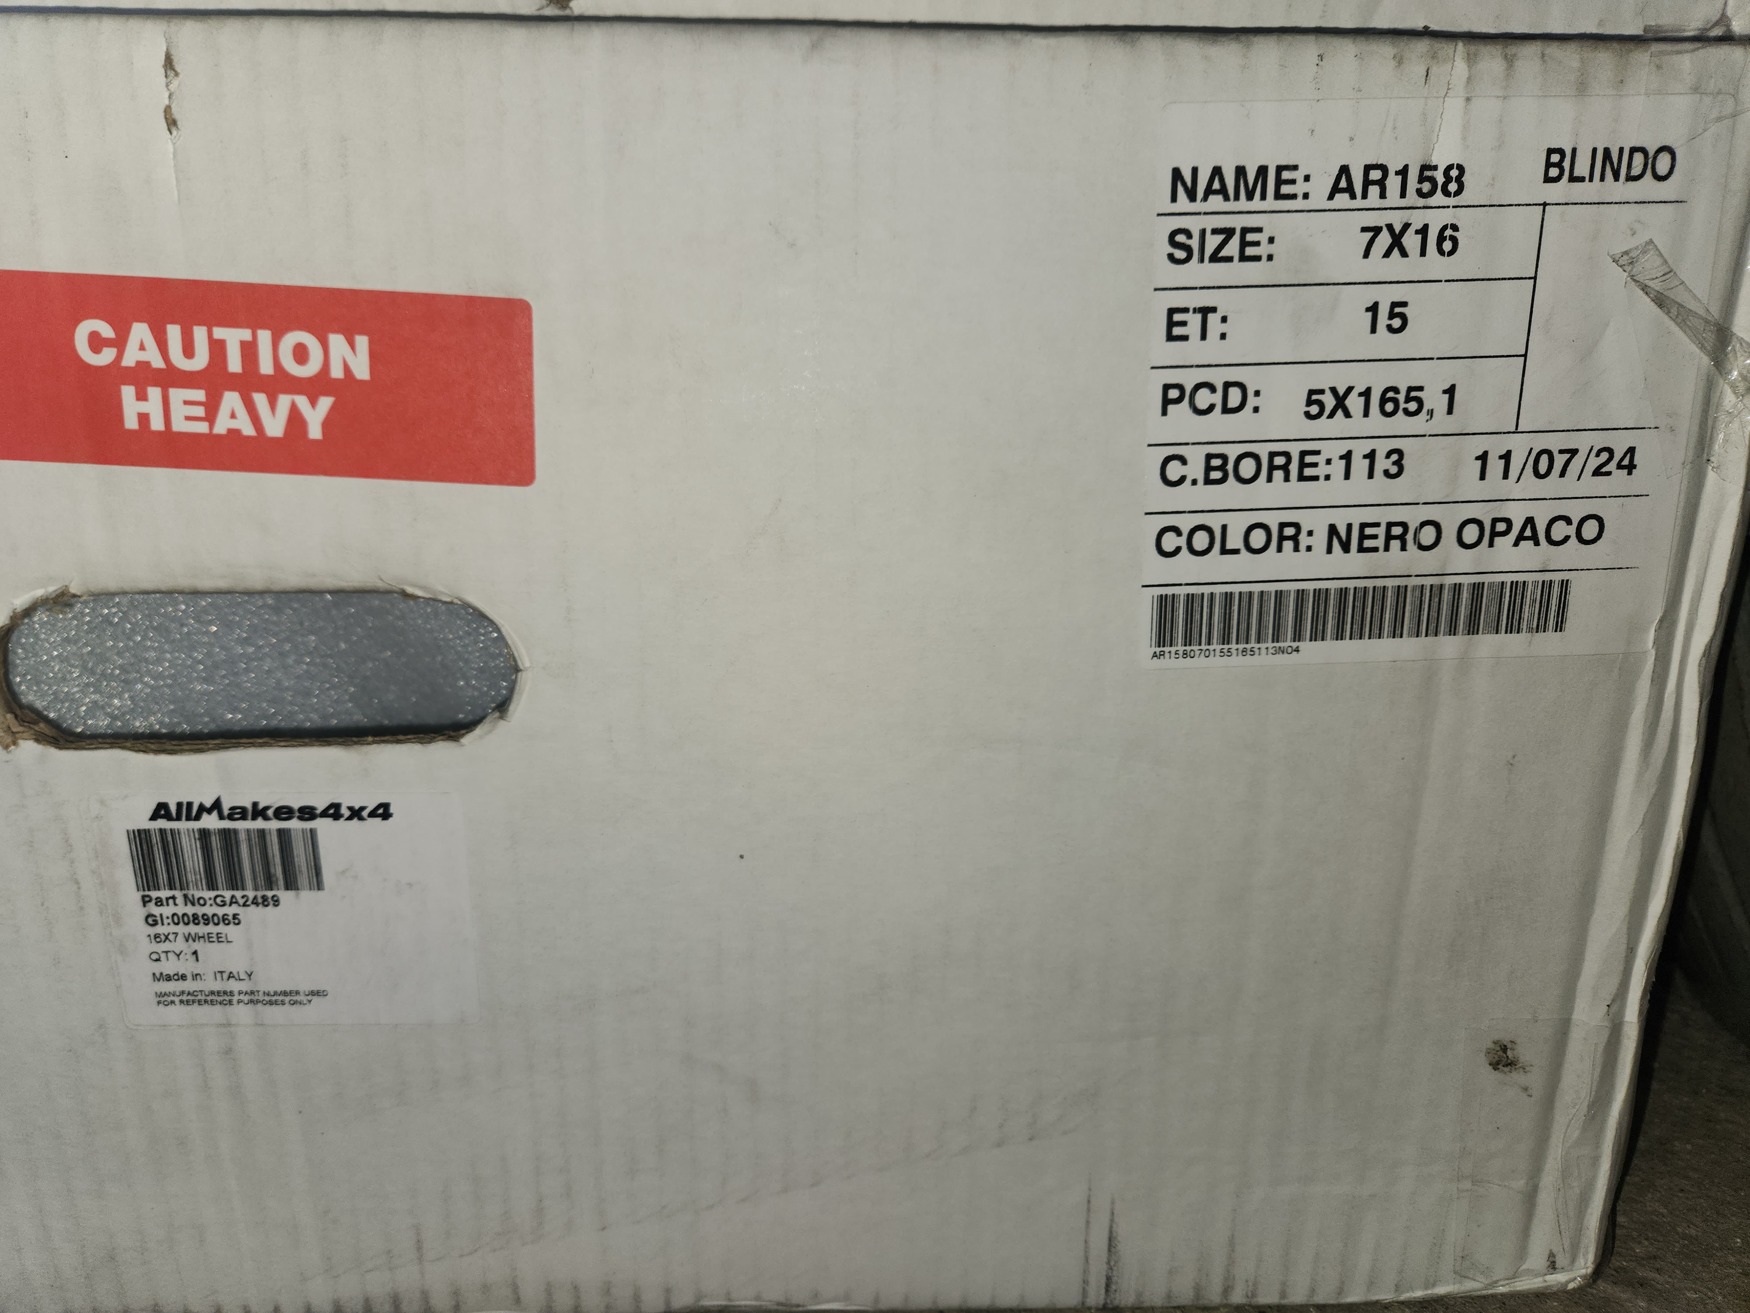 NAME: AR158 BLINDO
SIZE: 7X16
ET: 15
PCD: 5X165,1
C.BORE:113 11/07/24
COLOR: NERO OPACO
AR158070155165113N04
CAUTION
HEAVY
AllMakes4x4
Part No:GA2489
GI:0089065
16X7 WHEEL
QTY:1
Made in: ITALY
MANUFACTURERS PART NUMBER USED
FOR REFERENCE PURPOSES ONLY